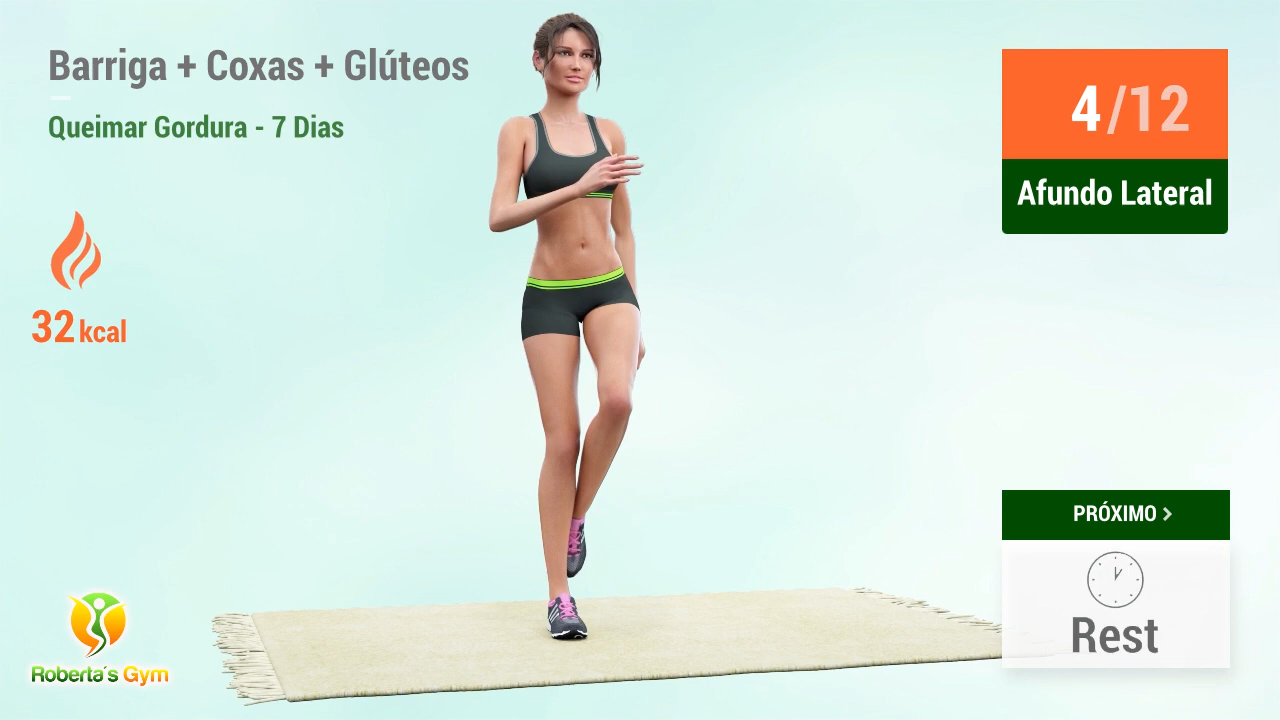 Barriga + Coxas + Glúteos
Queimar Gordura - 7 Dias
4/12
Afundo Lateral
32 kcal
PRÓXIMO >
Rest
Roberta´s Gym